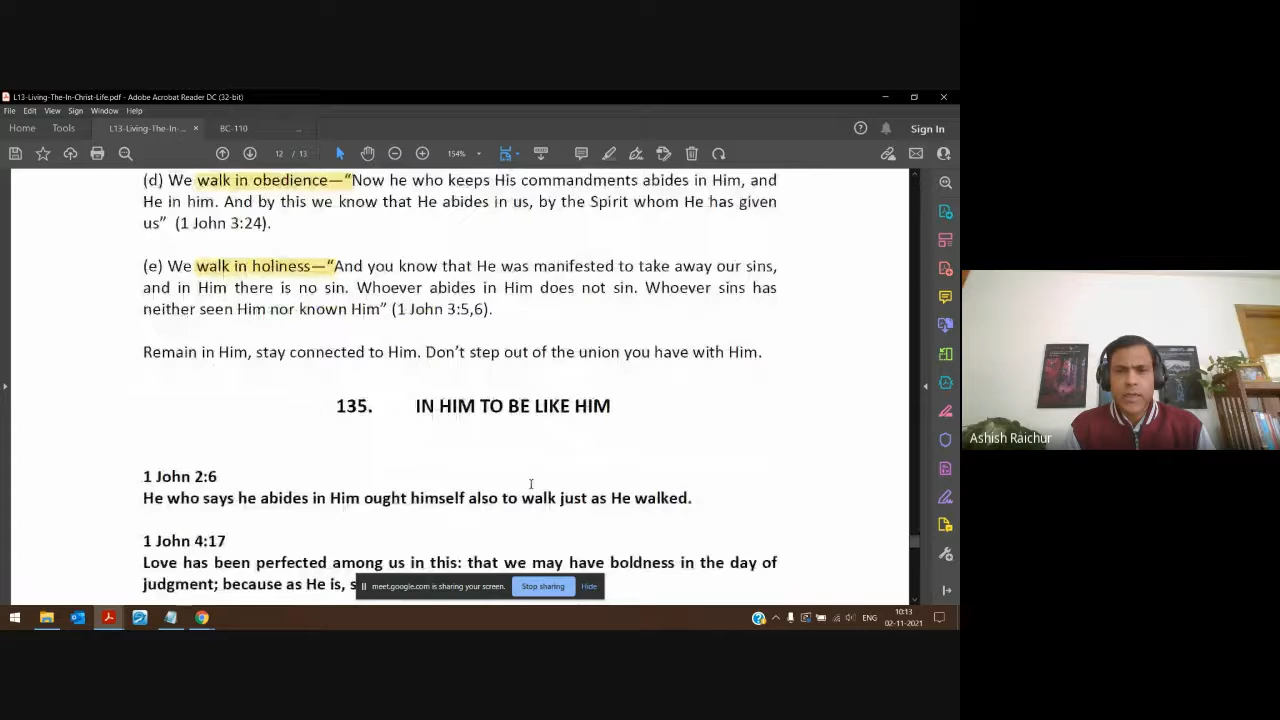 L13-Living-The-In-Christ-Life.pdf - Adobe Acrobat Reader DC (32-bit)
File Edit View Sign Window Help
Home Tools L13-Living-The-In-... × BC-110 ...
Sign In
12 / 13 154%
(d) We walk in obedience—“Now he who keeps His commandments abides in Him, and
He in him. And by this we know that He abides in us, by the Spirit whom He has given
us” (1 John 3:24).
(e) We walk in holiness—“And you know that He was manifested to take away our sins,
and in Him there is no sin. Whoever abides in Him does not sin. Whoever sins has
neither seen Him nor known Him” (1 John 3:5,6).
Remain in Him, stay connected to Him. Don’t step out of the union you have with Him.
135. IN HIM TO BE LIKE HIM
1 John 2:6
He who says he abides in Him ought himself also to walk just as He walked.
1 John 4:17
Love has been perfected among us in this: that we may have boldness in the day of
judgment; because as He is, s
meet.google.com is sharing your screen. Stop sharing Hide
Ashish Raichur
ENG
10:13
02-11-2021